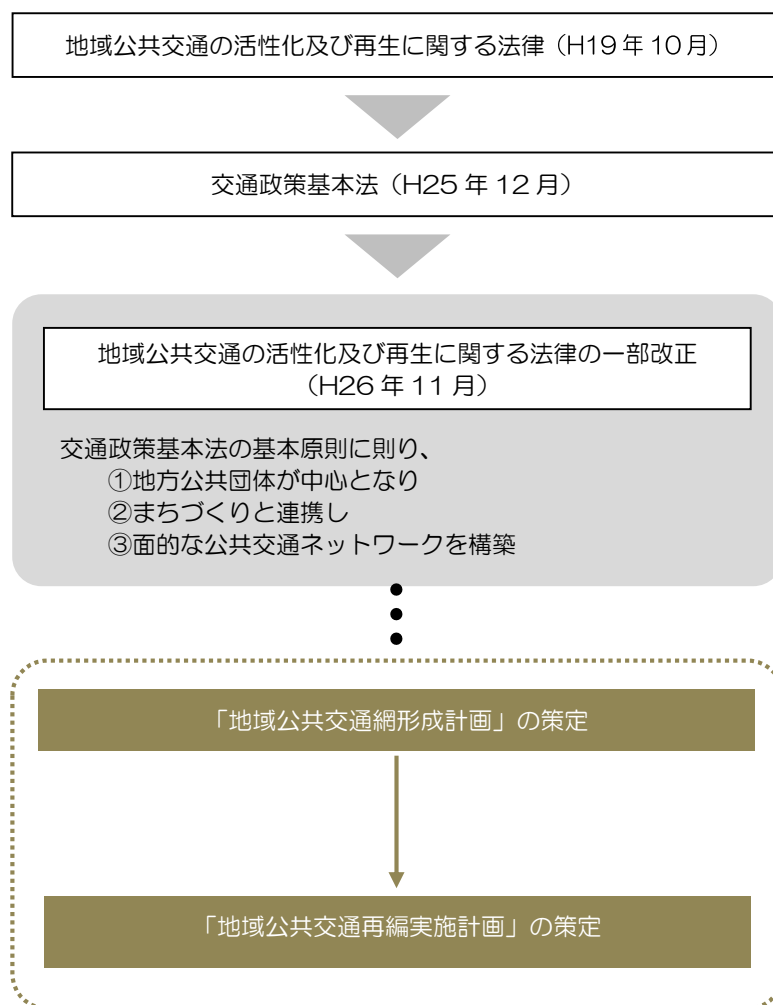 地域公共交通の活性化及び再生に関する法律（H19年10月）
交通政策基本法（H25年12月）
地域公共交通の活性化及び再生に関する法律の一部改正
（H26年11月）
交通政策基本法の基本原則に則り、
①地方公共団体が中心となり
②まちづくりと連携し
③面的な公共交通ネットワークを構築
「地域公共交通網形成計画」の策定
「地域公共交通再編実施計画」の策定